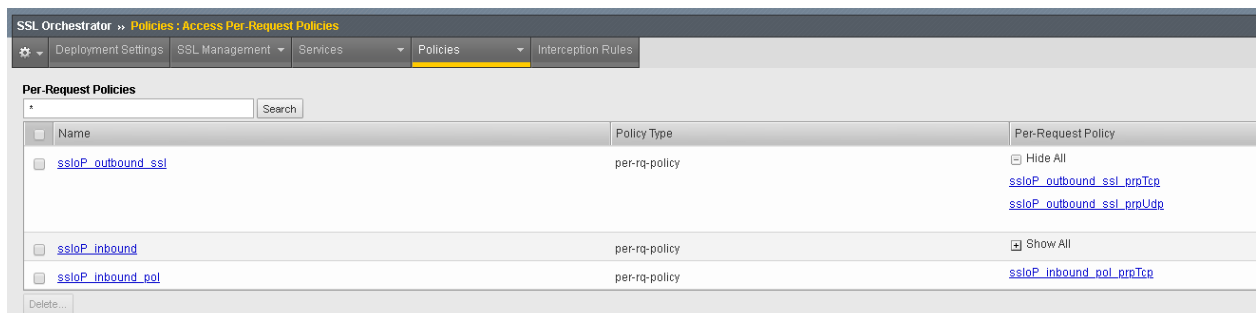 SSL Orchestrator » Policies : Access Per-Request Policies
Deployment Settings SSL Management Services Policies Interception Rules
Per-Request Policies
* Search
Name Policy Type Per-Request Policy
ssloP_outbound_ssl per-rq-policy Hide All
ssloP_outbound_ssl_prpTcp
ssloP_outbound_ssl_prpUdp
ssloP_inbound per-rq-policy Show All
ssloP_inbound_pol per-rq-policy ssloP_inbound_pol_prpTcp
Delete...